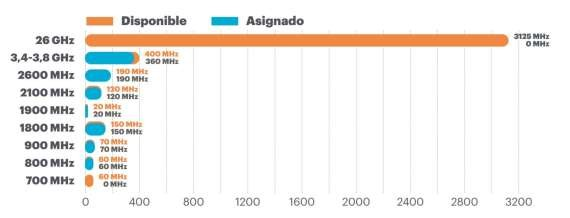 Disponible Asignado
26 GHz 3125 MHz
0 MHz
3,4-3,8 GHz 400 MHz
360 MHz
2600 MHz 190 MHz
190 MHz
2100 MHz 130 MHz
120 MHz
1900 MHz 20 MHz
20 MHz
1800 MHz 150 MHz
150 MHz
900 MHz 70 MHz
70 MHz
800 MHz 60 MHz
60 MHz
700 MHz 60 MHz
0 MHz
0 400 800 1200 1600 2000 2400 2800 3200